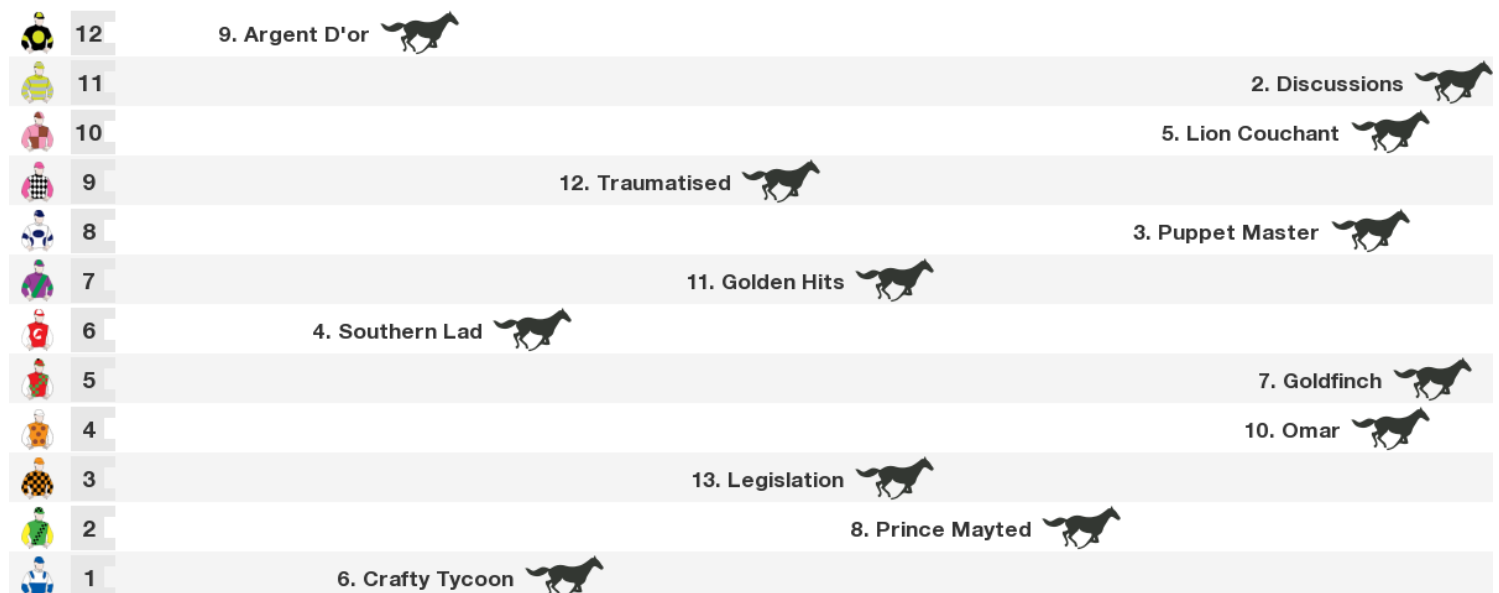 12 9. Argent D'or
11 2. Discussions
10 5. Lion Couchant
9 12. Traumatised
8 3. Puppet Master
7 11. Golden Hits
6 4. Southern Lad
5 7. Goldfinch
4 10. Omar
3 13. Legislation
2 8. Prince Mayted
1 6. Crafty Tycoon